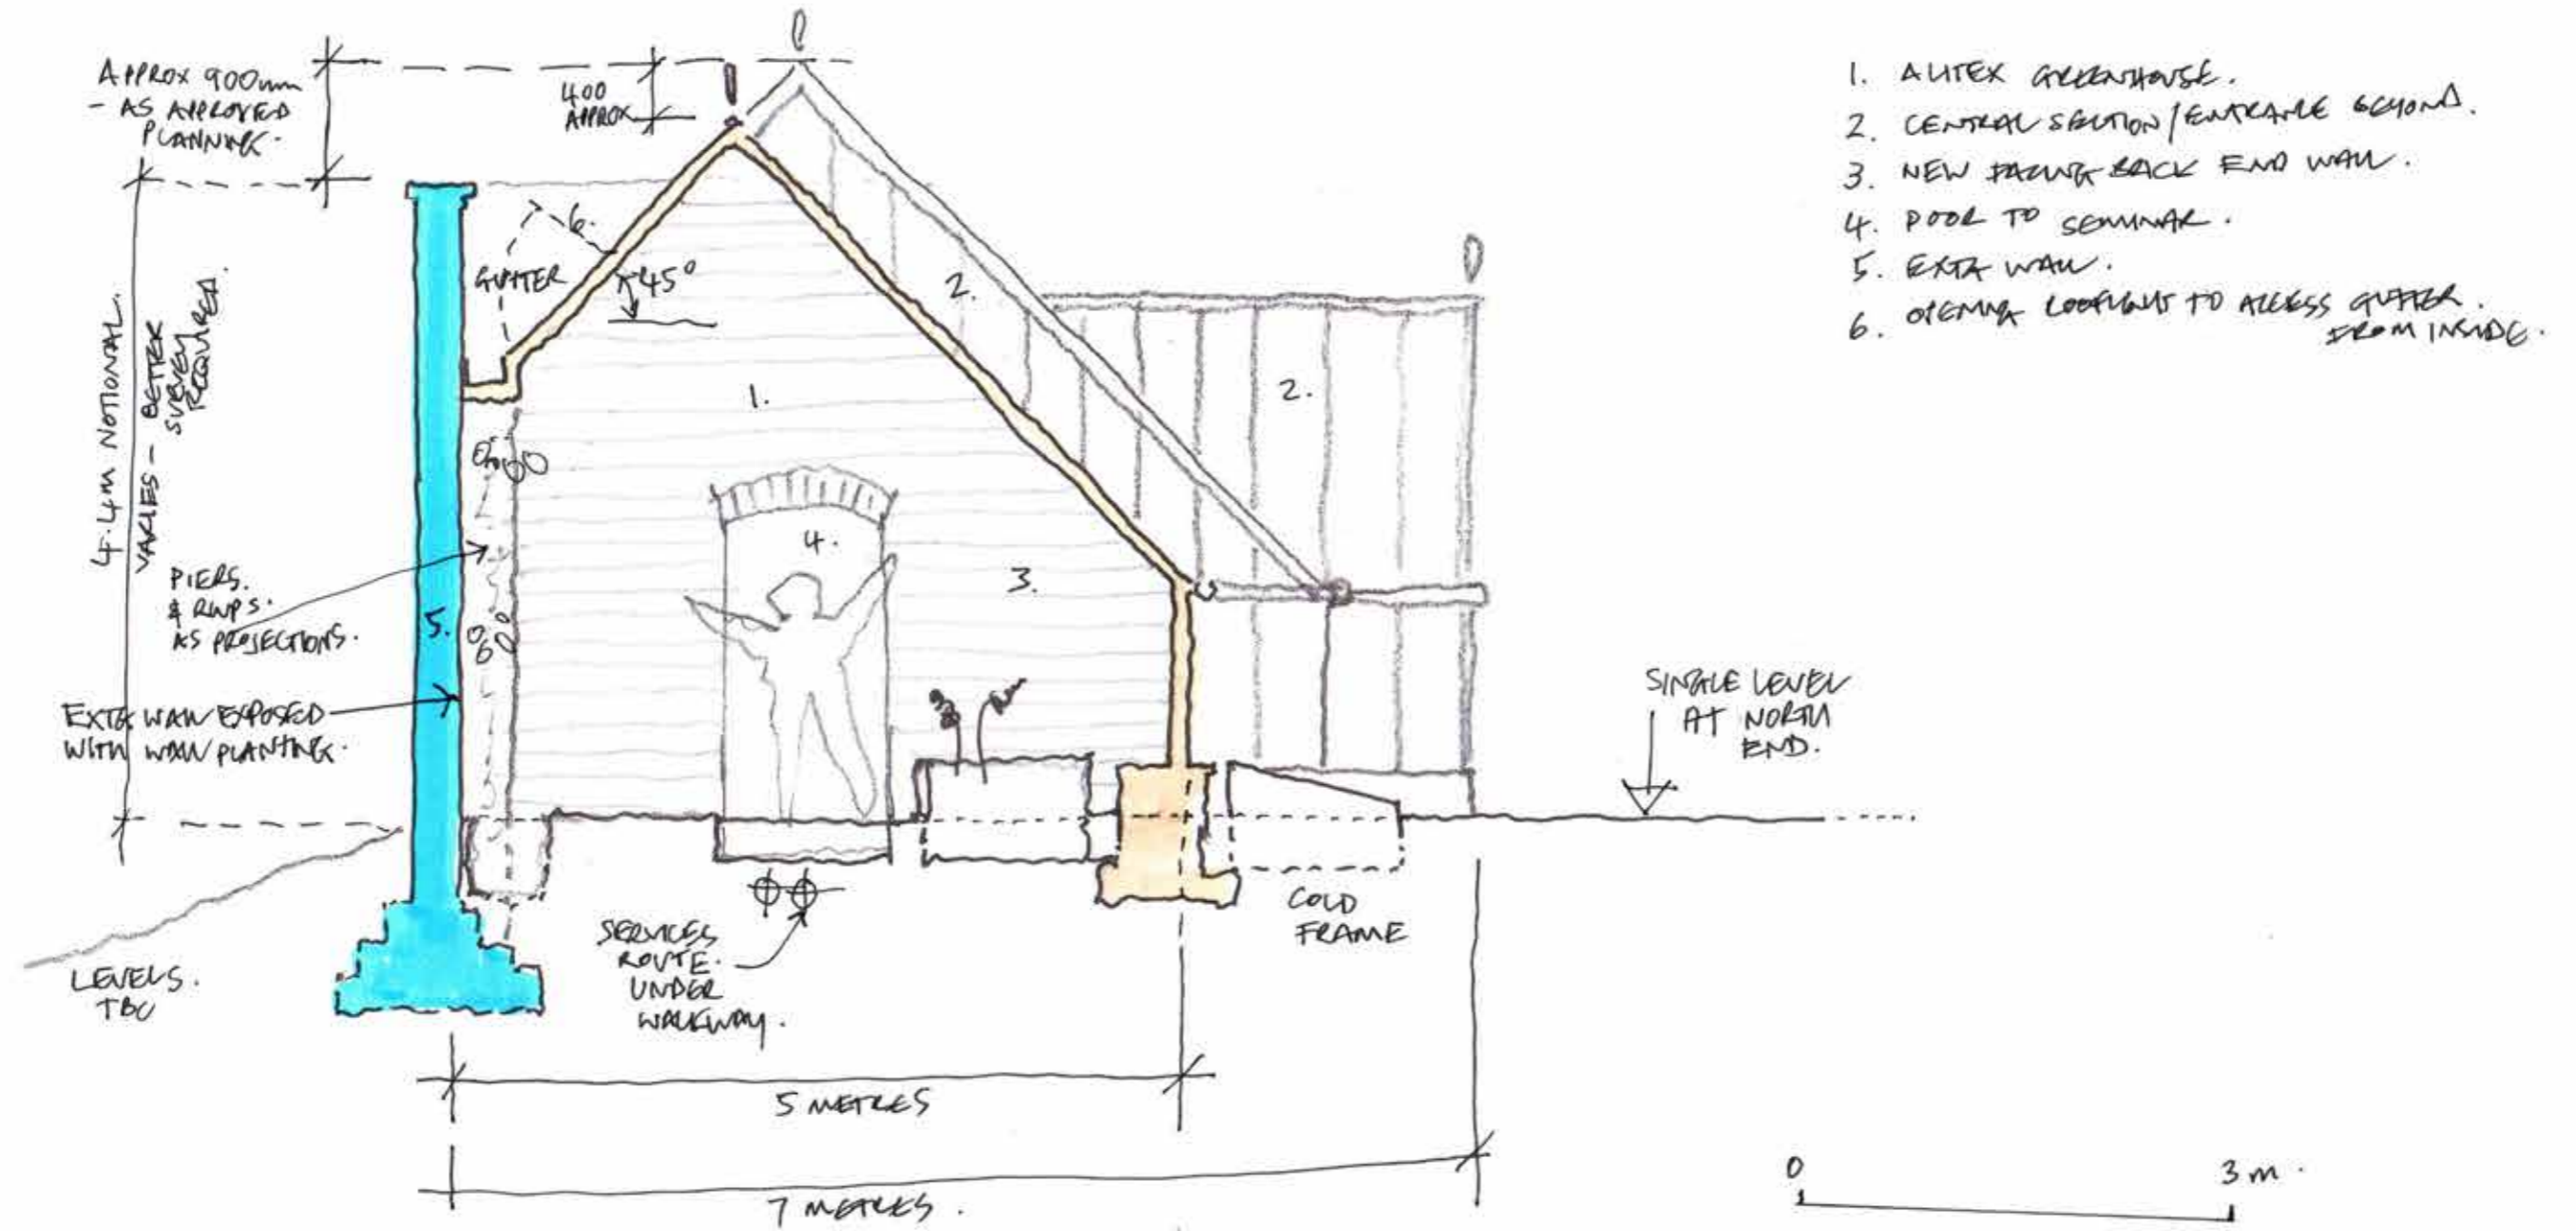 APPROX 900mm
- AS APPROVED
PLANNING.
400
APPROX
1. ALITEX GREENHOUSE.
2. CENTRAL SECTION/ENTRANCE BEYOND.
3. NEW FACING BACK END WALL.
4. DOOR TO SEMINAR.
5. EXTG WALL.
6. OPENING ROOFLIGHT TO ACCESS GUTTER.
FROM INSIDE.
6.
GUTTER
45°
2.
2.
1.
4.
3.
5.
4.4M NOTIONAL.
VARIES - BETTER
SURVEY
REQUIRED.
PIERS.
& RWPS.
AS PROJECTIONS.
EXTG WALL EXPOSED
WITH WALL PLANTING.
SINGLE LEVEL
AT NORTH
END.
LEVELS.
TBC
SERVICES
ROUTE.
UNDER
WALKWAY.
COLD
FRAME
5 METRES
7 METRES.
0
3m.